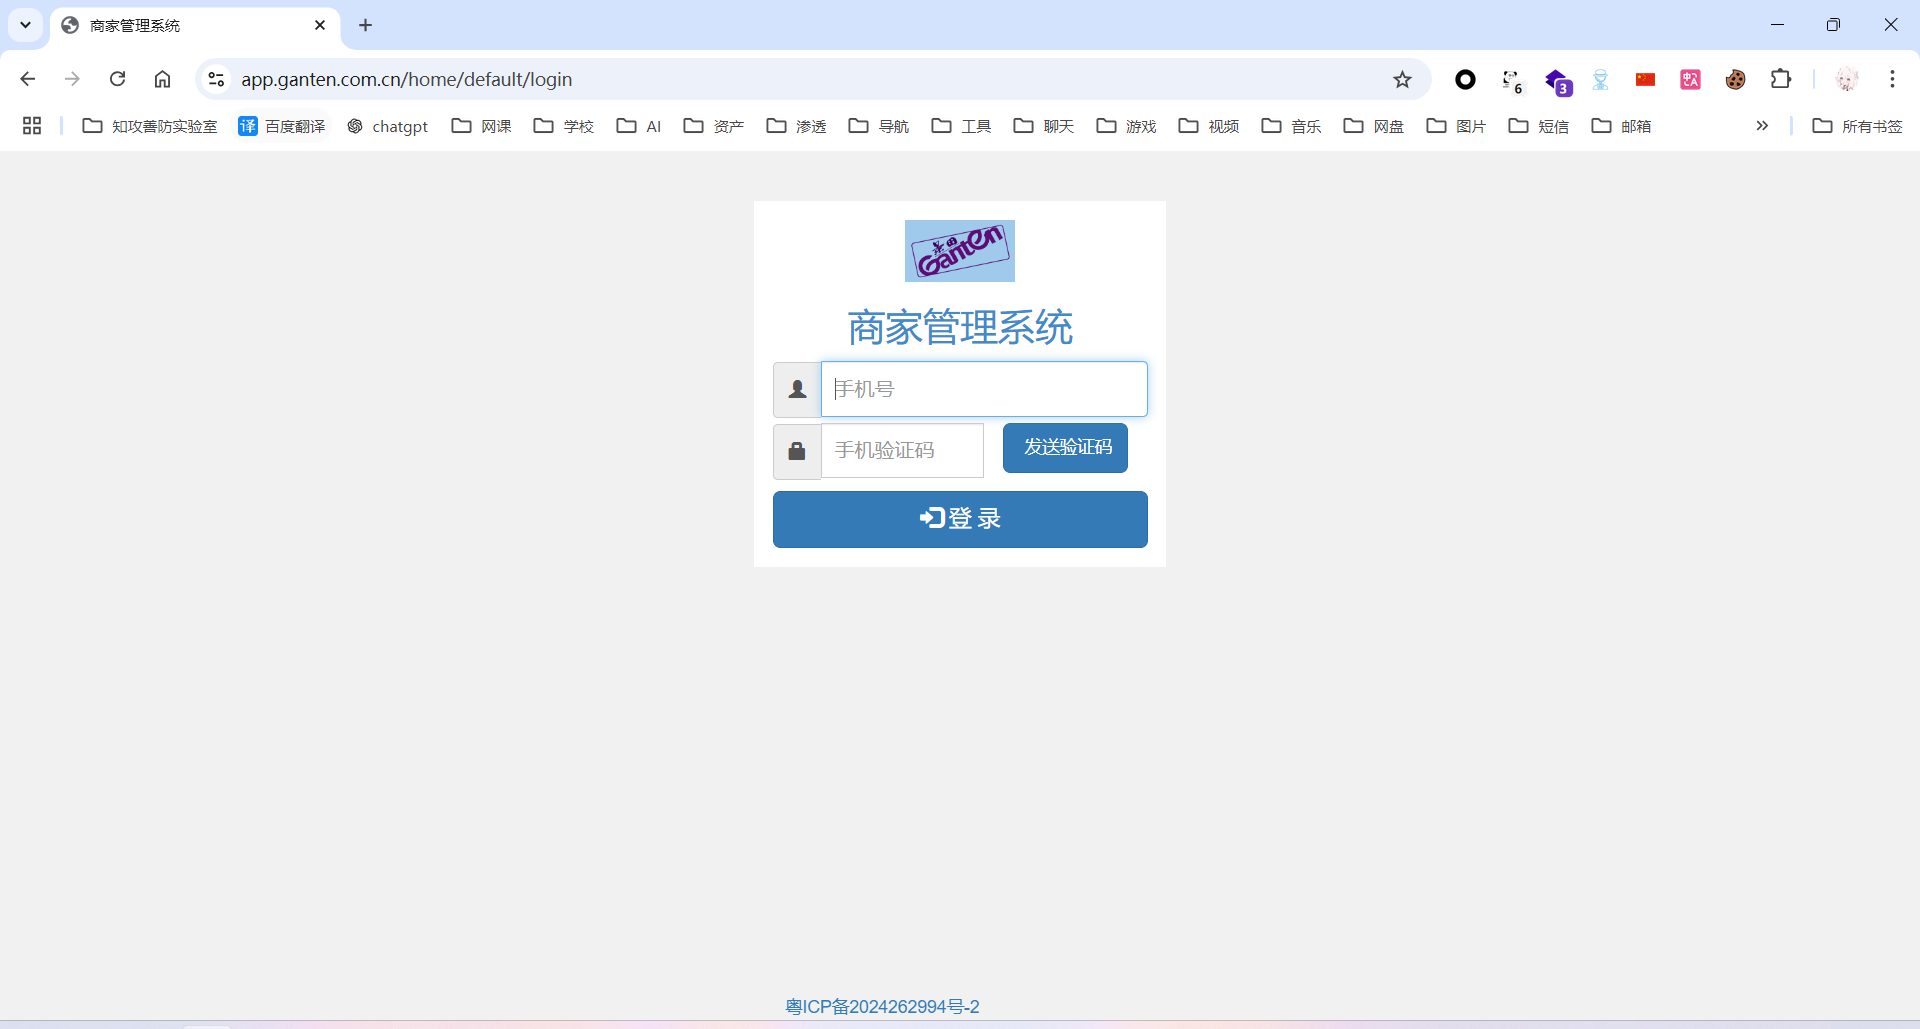 商家管理系统
app.ganten.com.cn/home/default/login
6
3
知攻善防实验室 译 百度翻译 chatgpt 网课 学校 AI 资产 渗透 导航 工具 聊天 游戏 视频 音乐 网盘 图片 短信 邮箱 » 所有书签
景田
Ganten
商家管理系统
手机号
手机验证码 发送验证码
登 录
粤ICP备2024262994号-2